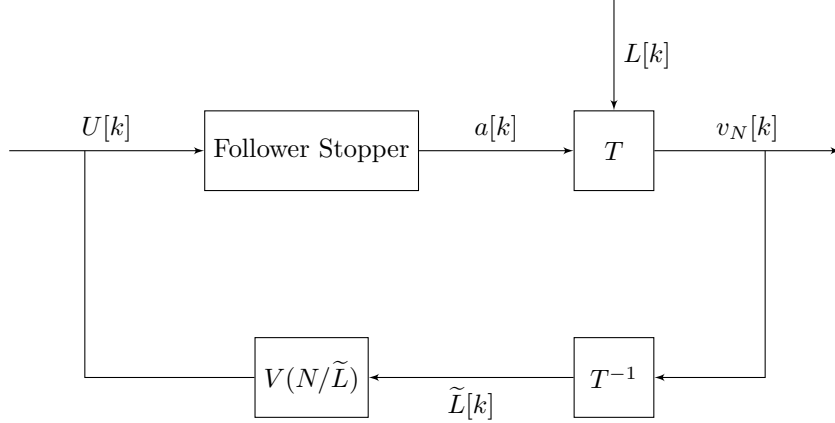 L[k]
U[k]
a[k]
v_N[k]
Follower Stopper
T
V(N/L̃)
T⁻¹
L̃[k]